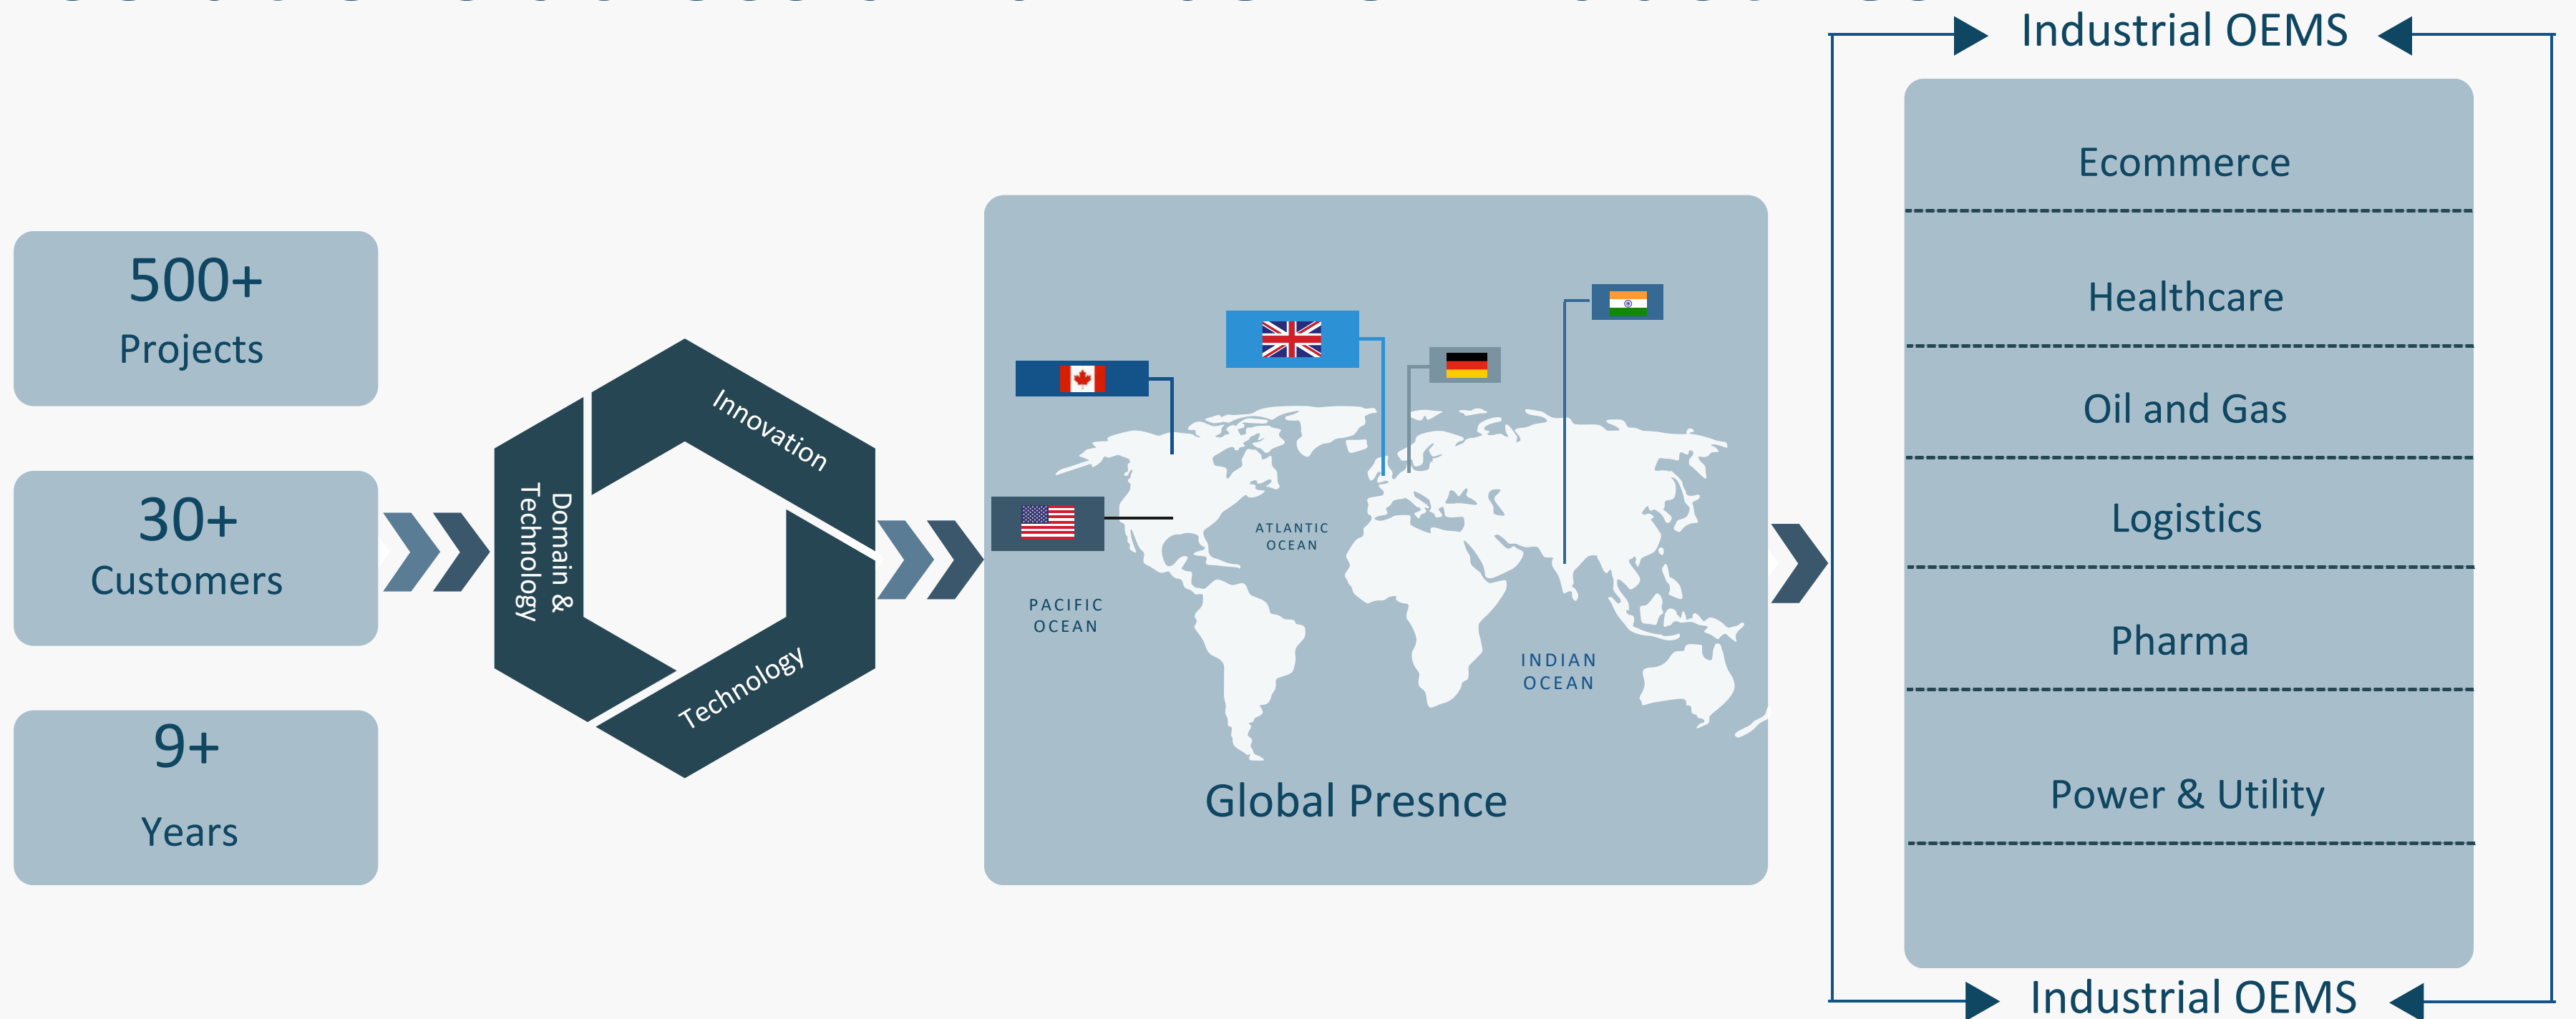 500+
Projects
30+
Customers
9+
Years
Innovation
Domain &
Technology
Technology
ATLANTIC
OCEAN
PACIFIC
OCEAN
INDIAN
OCEAN
Global Presnce
Industrial OEMS
Ecommerce
Healthcare
Oil and Gas
Logistics
Pharma
Power & Utility
Industrial OEMS